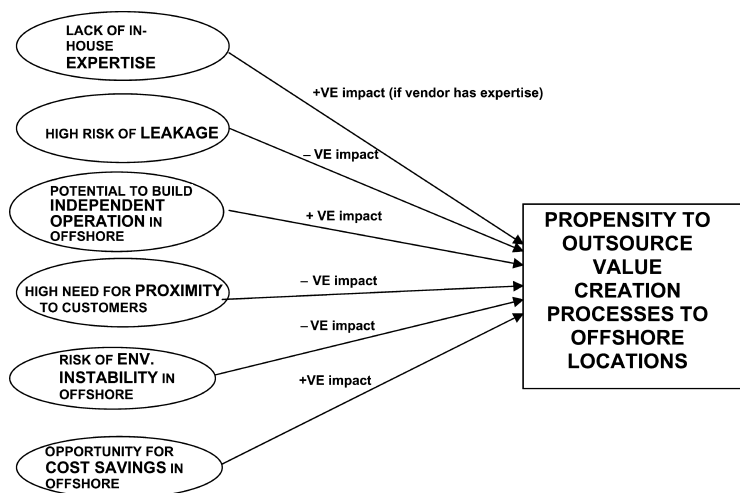 LACK OF IN-
HOUSE
EXPERTISE
+VE impact (if vendor has expertise)
HIGH RISK OF LEAKAGE
– VE impact
POTENTIAL TO BUILD
INDEPENDENT
OPERATION IN
OFFSHORE
+ VE impact
HIGH NEED FOR PROXIMITY
TO CUSTOMERS
– VE impact
RISK OF ENV.
INSTABILITY IN
OFFSHORE
– VE impact
OPPORTUNITY FOR
COST SAVINGS IN
OFFSHORE
+VE impact
PROPENSITY TO
OUTSOURCE
VALUE
CREATION
PROCESSES TO
OFFSHORE
LOCATIONS